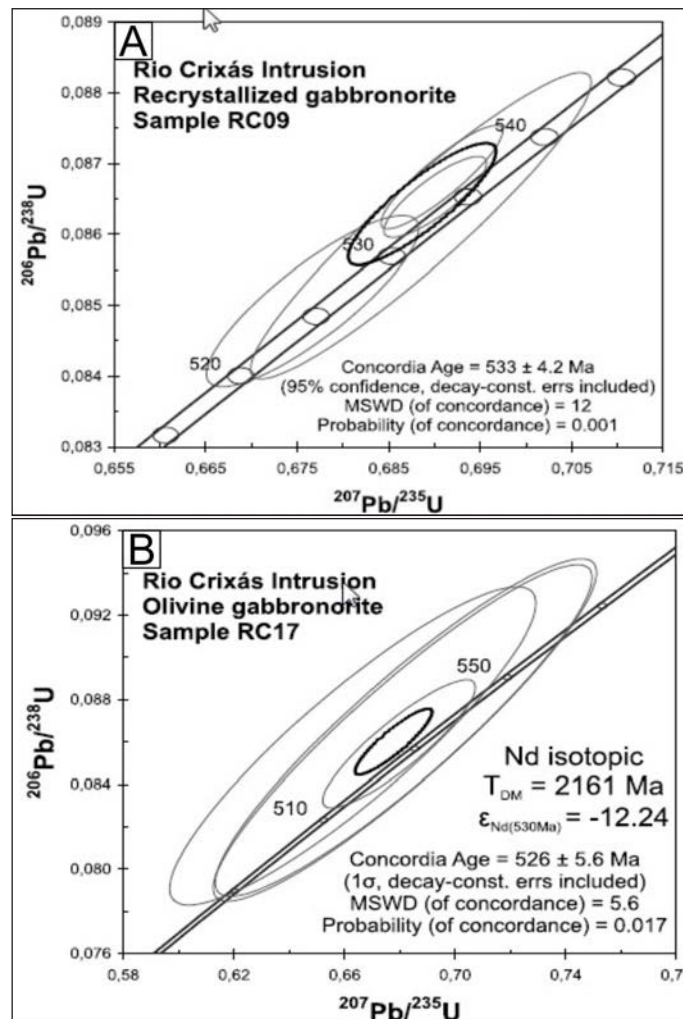 A
Rio Crixás Intrusion
Recrystallized gabbronorite
Sample RC09
0,089
0,088
0,087
0,086
0,085
0,084
0,083
²⁰⁶Pb/²³⁸U
540
530
520
Concordia Age = 533 ± 4.2 Ma
(95% confidence, decay-const. errs included)
MSWD (of concordance) = 12
Probability (of concordance) = 0.001
0,655 0,665 0,675 0,685 0,695 0,705 0,715
²⁰⁷Pb/²³⁵U
B
Rio Crixás Intrusion
Olivine gabbronorite
Sample RC17
0,096
0,092
0,088
0,084
0,080
0,076
²⁰⁶Pb/²³⁸U
550
510
Nd isotopic
T_DM = 2161 Ma
ε_Nd(530Ma) = -12.24
Concordia Age = 526 ± 5.6 Ma
(1σ, decay-const. errs included)
MSWD (of concordance) = 5.6
Probability (of concordance) = 0.017
0,58 0,62 0,66 0,70 0,74 0,7
²⁰⁷Pb/²³⁵U